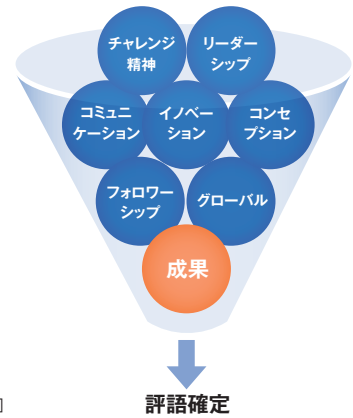 チャレンジ
精神
リーダー
シップ
コミュニ
ケーション
イノベー
ション
コンセ
プション
フォロワー
シップ
グローバル
成果
評語確定